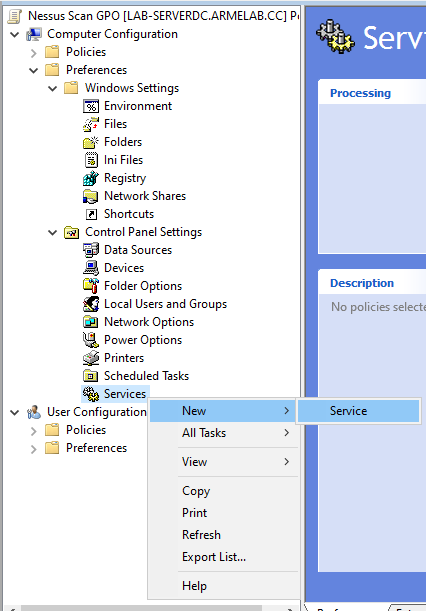 Nessus Scan GPO [LAB-SERVERDC.ARMELAB.CC] P
Computer Configuration
Policies
Preferences
Windows Settings
Environment
Files
Folders
Ini Files
Registry
Network Shares
Shortcuts
Control Panel Settings
Data Sources
Devices
Folder Options
Local Users and Groups
Network Options
Power Options
Printers
Scheduled Tasks
Services
User Configuration
Policies
Preferences
New
All Tasks
View
Copy
Print
Refresh
Export List...
Help
Service
Serv
Processing
Description
No policies selecte